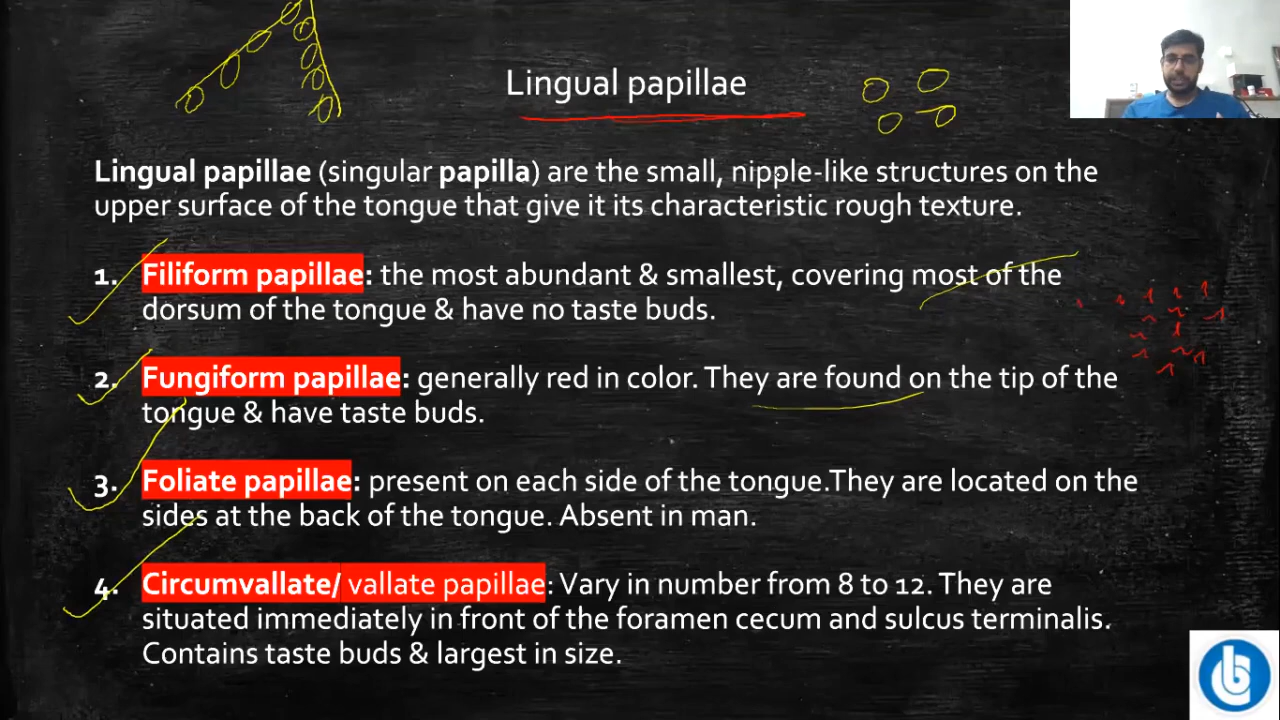 Lingual papillae
Lingual papillae (singular papilla) are the small, nipple-like structures on the
upper surface of the tongue that give it its characteristic rough texture.
1. Filiform papillae: the most abundant & smallest, covering most of the
dorsum of the tongue & have no taste buds.
2. Fungiform papillae: generally red in color. They are found on the tip of the
tongue & have taste buds.
3. Foliate papillae: present on each side of the tongue.They are located on the
sides at the back of the tongue. Absent in man.
4. Circumvallate/ vallate papillae: Vary in number from 8 to 12. They are
situated immediately in front of the foramen cecum and sulcus terminalis.
Contains taste buds & largest in size.